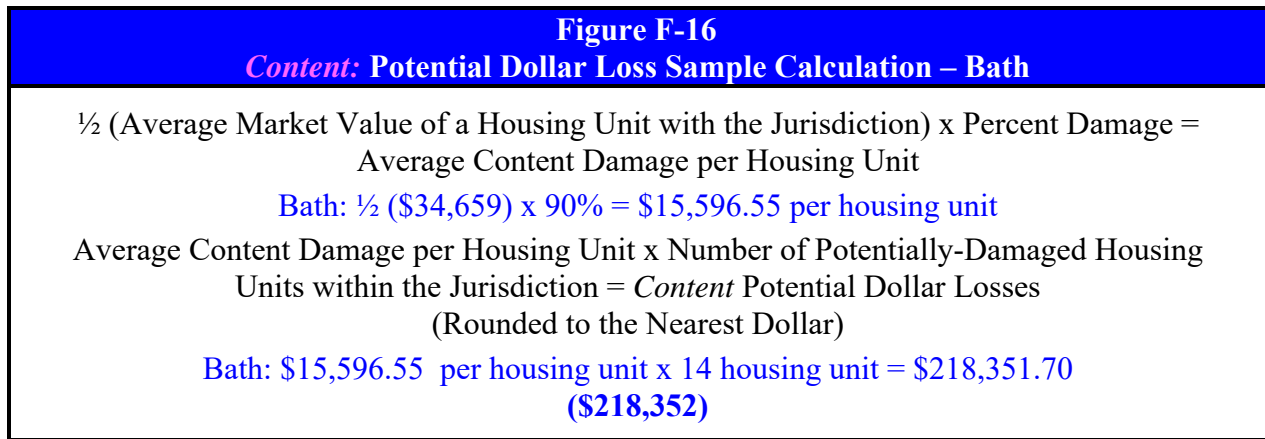 Figure F-16
Content: Potential Dollar Loss Sample Calculation – Bath
½ (Average Market Value of a Housing Unit with the Jurisdiction) x Percent Damage =
Average Content Damage per Housing Unit
Bath: ½ ($34,659) x 90% = $15,596.55 per housing unit
Average Content Damage per Housing Unit x Number of Potentially-Damaged Housing
Units within the Jurisdiction = Content Potential Dollar Losses
(Rounded to the Nearest Dollar)
Bath: $15,596.55 per housing unit x 14 housing unit = $218,351.70
($218,352)